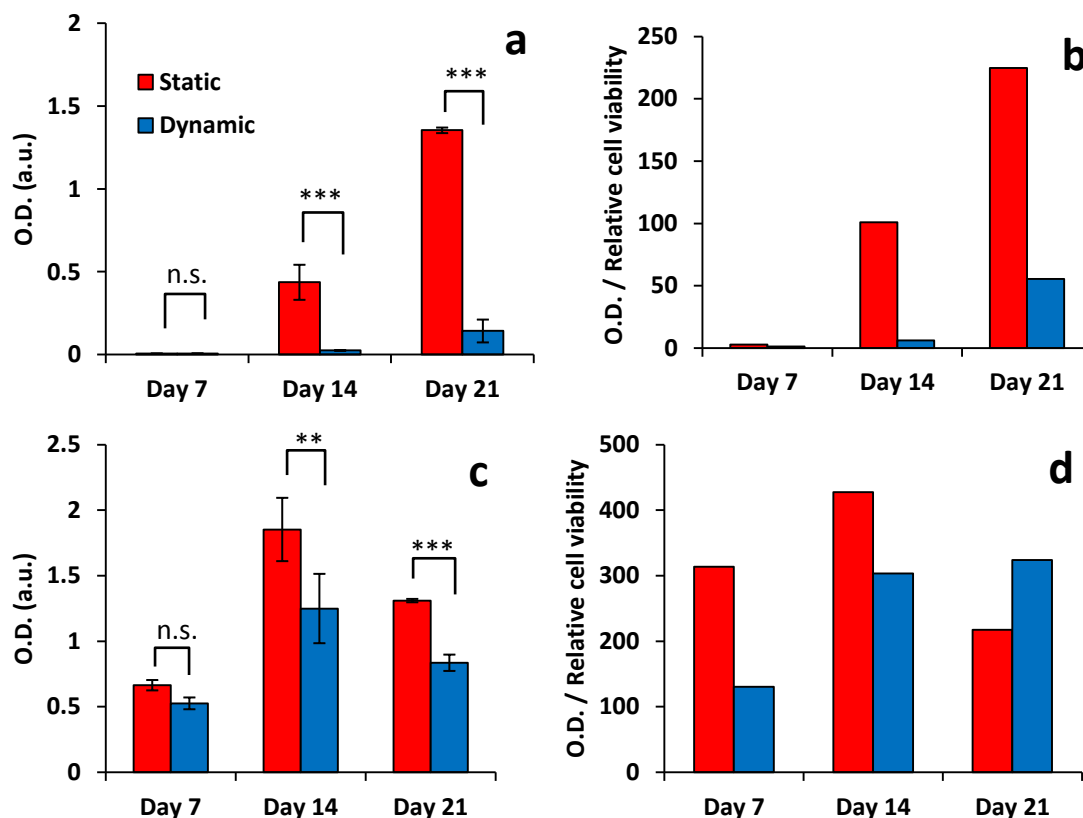 a
O.D. (a.u.)
2
1.5
1
0.5
0
Static
Dynamic
n.s.
***
***
Day 7 Day 14 Day 21
b
O.D. / Relative cell viability
250
200
150
100
50
0
Day 7 Day 14 Day 21
c
O.D. (a.u.)
2.5
2
1.5
1
0.5
0
n.s.
**
***
Day 7 Day 14 Day 21
d
O.D. / Relative cell viability
500
400
300
200
100
0
Day 7 Day 14 Day 21